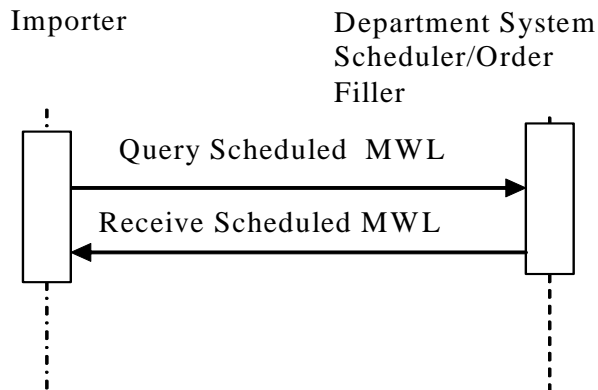 Importer
Department System
Scheduler/Order
Filler
Query Scheduled MWL
Receive Scheduled MWL